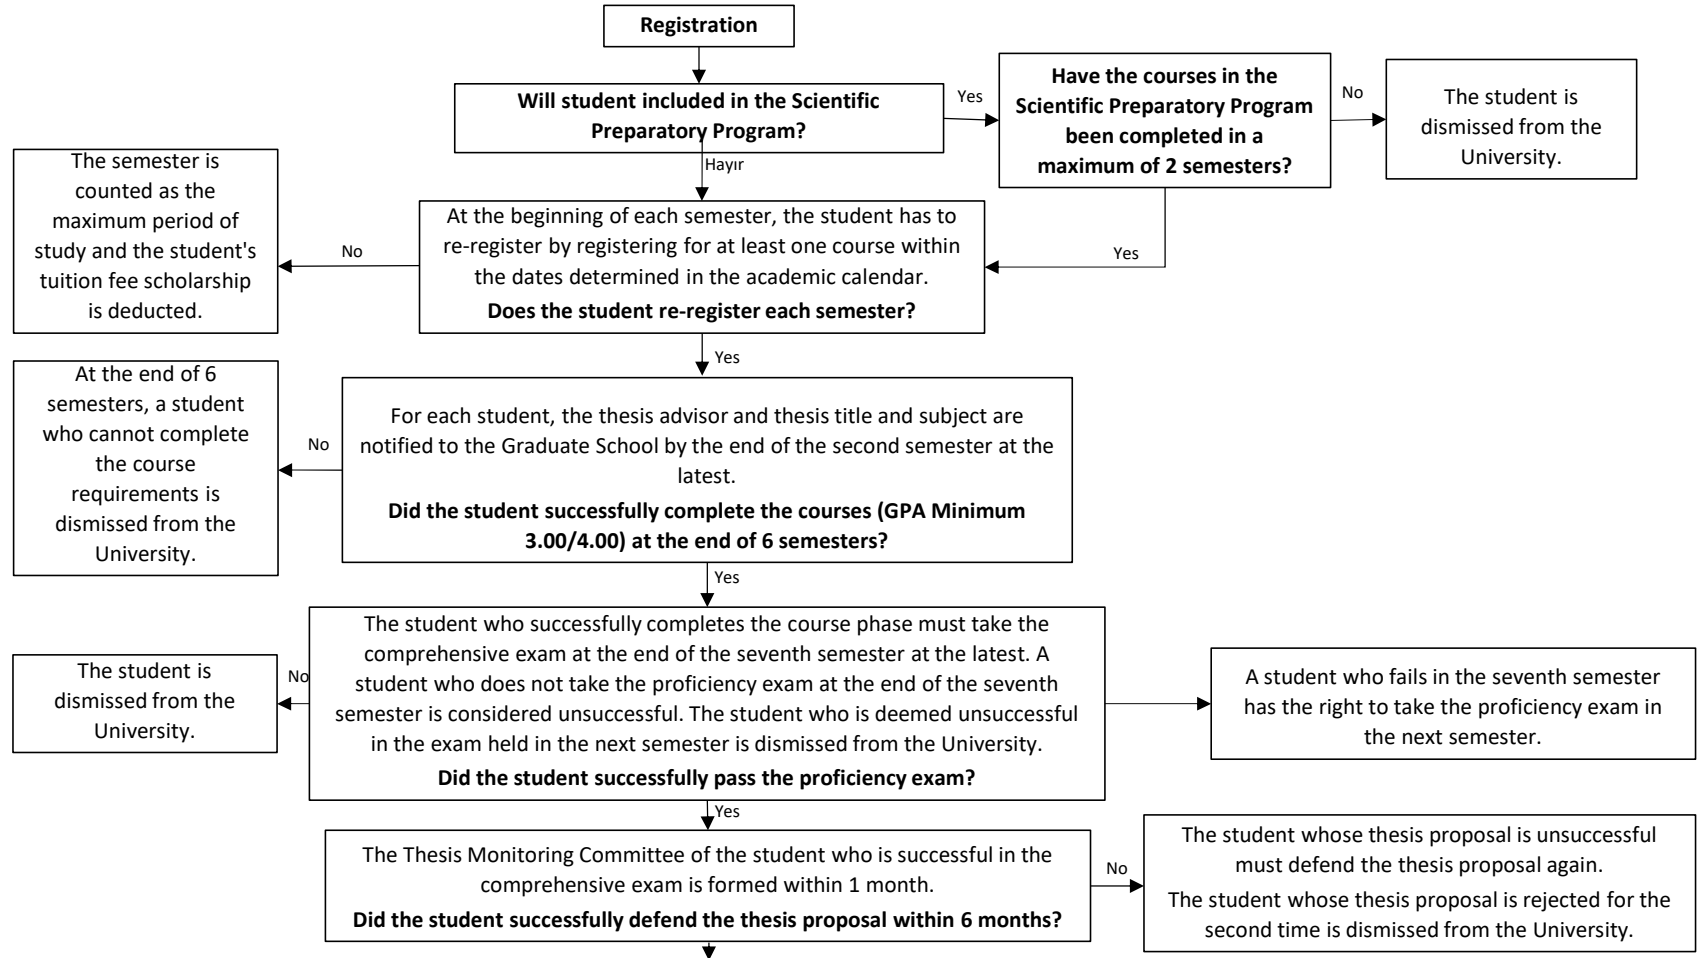 Registration
Will student included in the Scientific
Preparatory Program?
Yes
Have the courses in the
Scientific Preparatory Program
been completed in a
maximum of 2 semesters?
No
The student is
dismissed from the
University.
Hayır
Yes
At the beginning of each semester, the student has to
re-register by registering for at least one course within
the dates determined in the academic calendar.
Does the student re-register each semester?
No
The semester is
counted as the
maximum period of
study and the student's
tuition fee scholarship
is deducted.
Yes
For each student, the thesis advisor and thesis title and subject are
notified to the Graduate School by the end of the second semester at the
latest.
Did the student successfully complete the courses (GPA Minimum
3.00/4.00) at the end of 6 semesters?
No
At the end of 6
semesters, a student
who cannot complete
the course
requirements is
dismissed from the
University.
Yes
The student who successfully completes the course phase must take the
comprehensive exam at the end of the seventh semester at the latest. A
student who does not take the proficiency exam at the end of the seventh
semester is considered unsuccessful. The student who is deemed unsuccessful
in the exam held in the next semester is dismissed from the University.
Did the student successfully pass the proficiency exam?
No
The student is
dismissed from the
University.
A student who fails in the seventh semester
has the right to take the proficiency exam in
the next semester.
Yes
The Thesis Monitoring Committee of the student who is successful in the
comprehensive exam is formed within 1 month.
Did the student successfully defend the thesis proposal within 6 months?
No
The student whose thesis proposal is unsuccessful
must defend the thesis proposal again.
The student whose thesis proposal is rejected for the
second time is dismissed from the University.